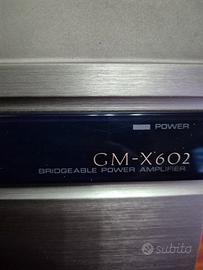 POWER
GM-X602
BRIDGEABLE POWER AMPLIFIER
subito